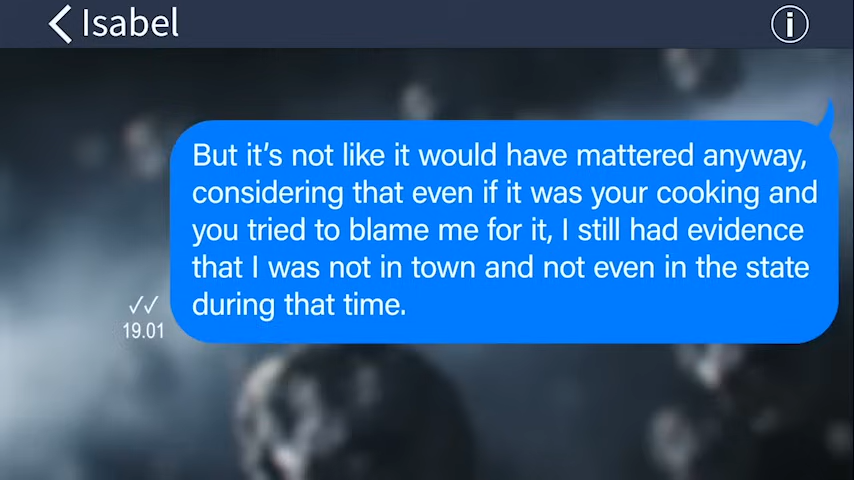 Isabel
i
But it’s not like it would have mattered anyway,
considering that even if it was your cooking and
you tried to blame me for it, I still had evidence
that I was not in town and not even in the state
during that time.
19.01